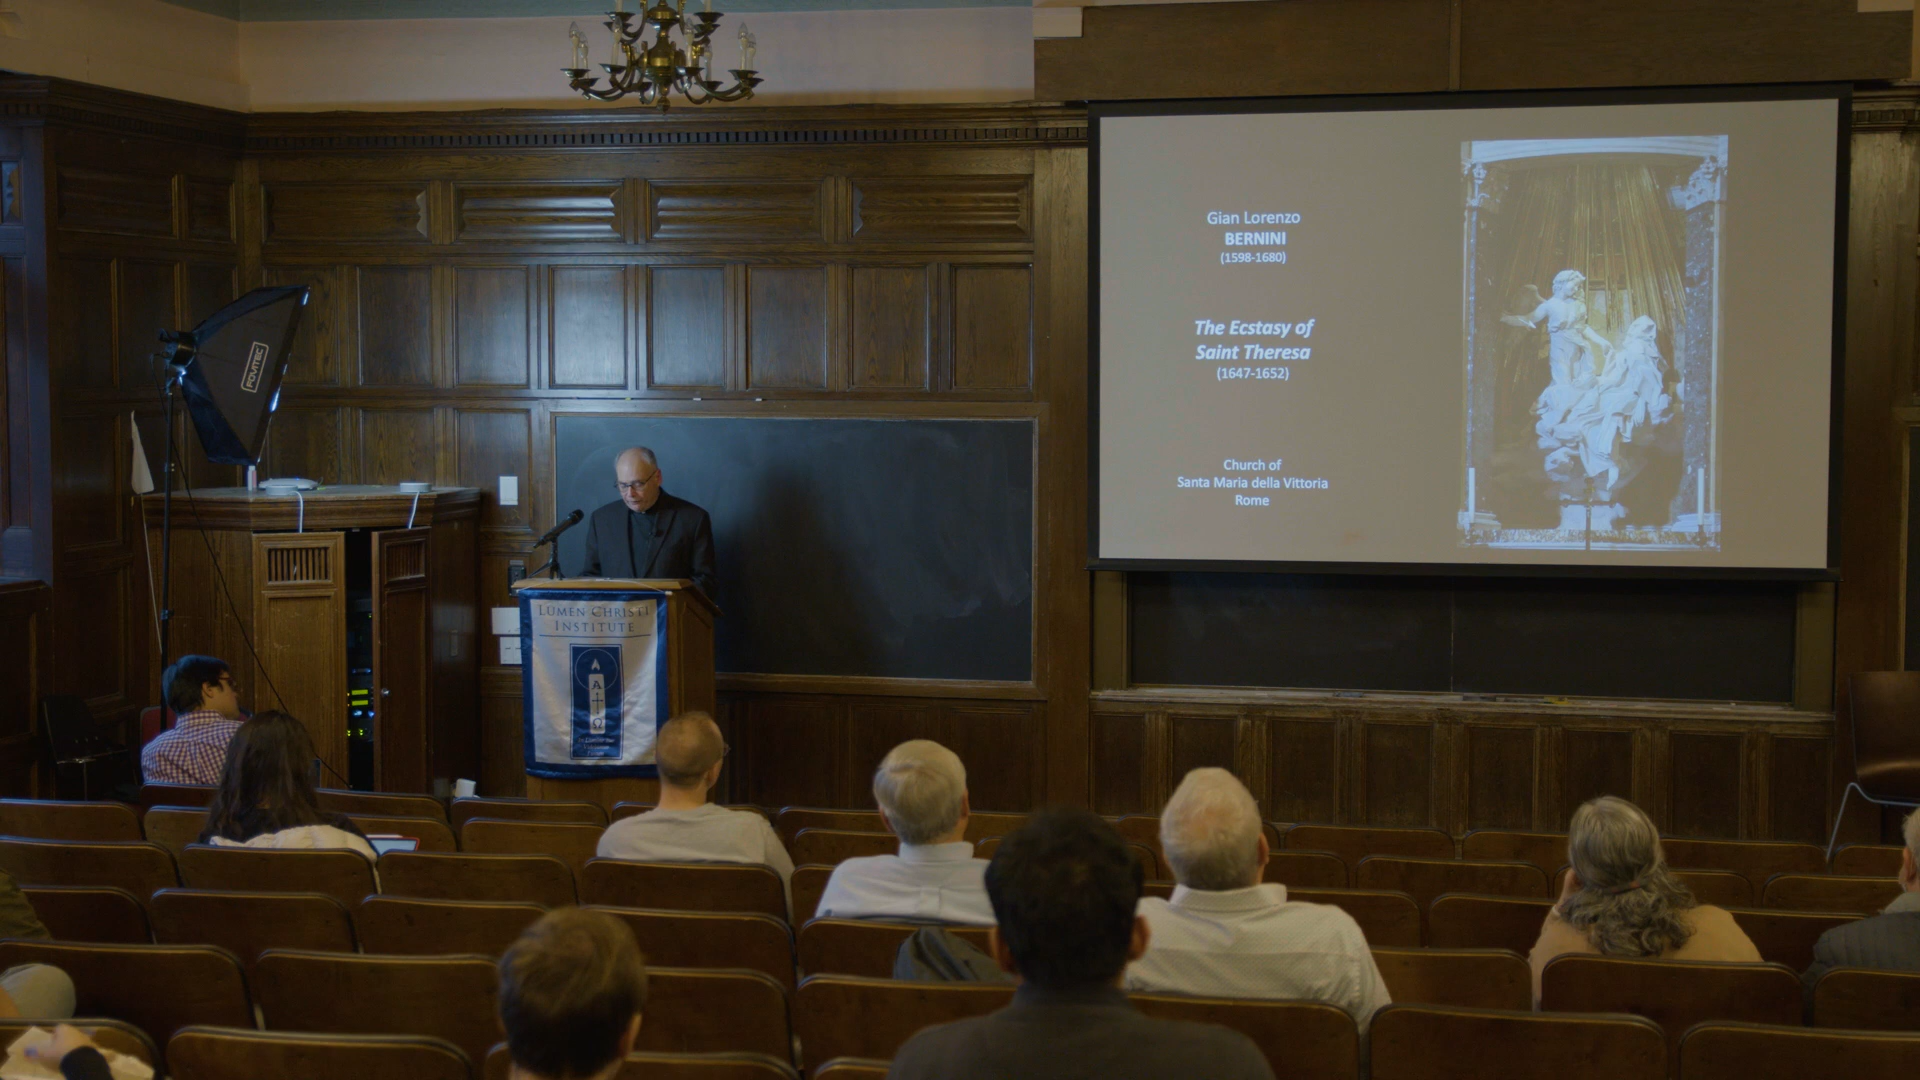 Gian Lorenzo
BERNINI
(1598-1680)
The Ecstasy of
Saint Theresa
(1647-1652)
Church of
Santa Maria della Vittoria
Rome
FOVITEC
LUMEN CHRISTI
INSTITUTE
A
Ω